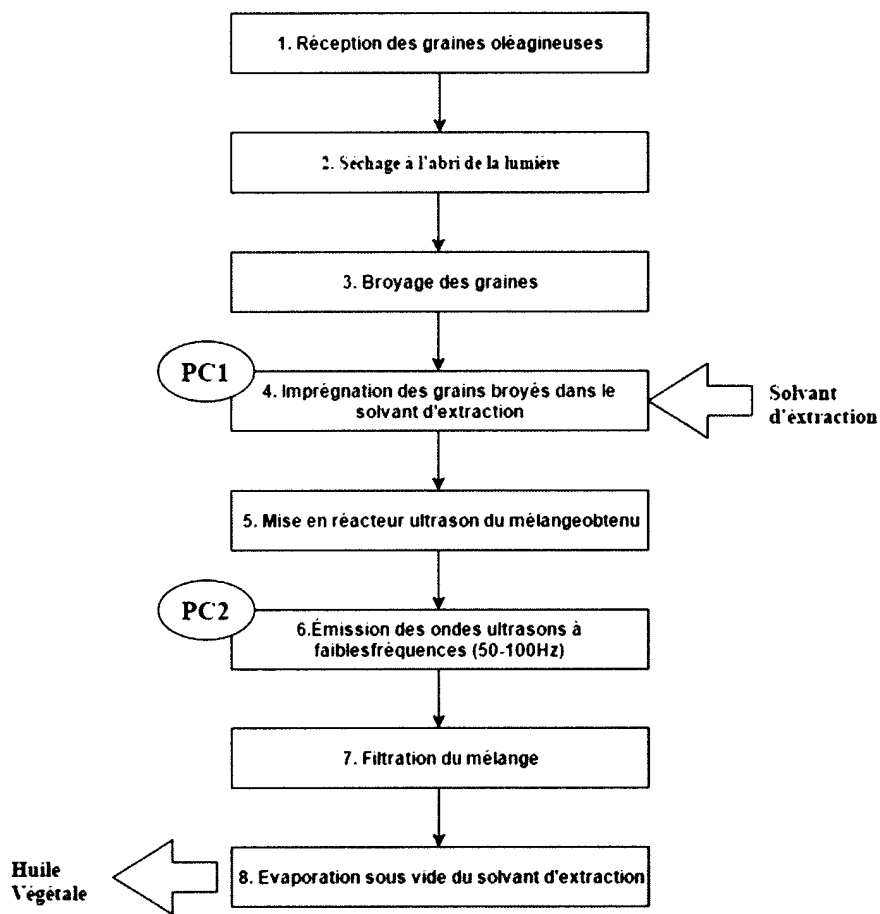 1. Réception des graines oléagineuses
2. Séchage à l'abri de la lumière
3. Broyage des graines
PC1
4. Imprégnation des grains broyés dans le
solvant d'extraction
Solvant
d'éxtraction
5. Mise en réacteur ultrason du mélangeobtenu
PC2
6.Émission des ondes ultrasons à
faiblesfréquences (50-100Hz)
7. Filtration du mélange
Huile
Végétale
8. Evaporation sous vide du solvant d'extraction